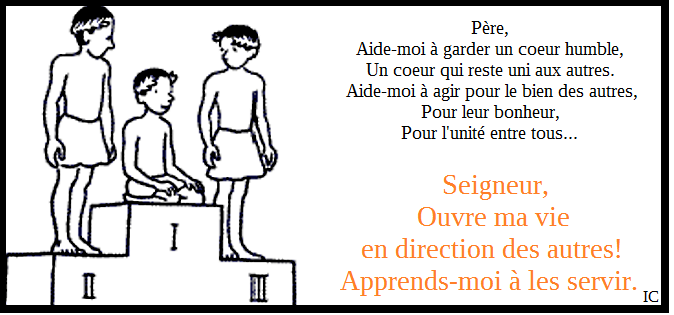 Père,
Aide-moi à garder un coeur humble,
Un coeur qui reste uni aux autres.
Aide-moi à agir pour le bien des autres,
Pour leur bonheur,
Pour l'unité entre tous...
Seigneur,
Ouvre ma vie
en direction des autres!
Apprends-moi à les servir.
IC
I
II
III